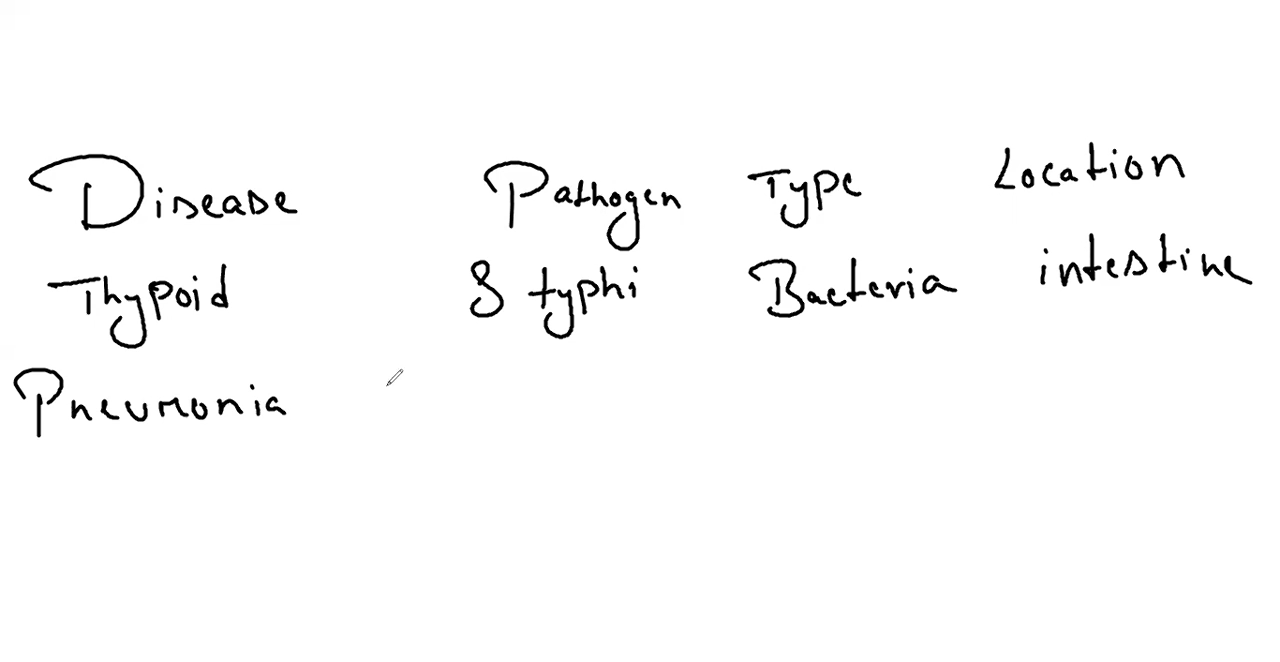 Disease Pathogen Type Location
Thypoid S typhi Bacteria intestine
Pneumonia